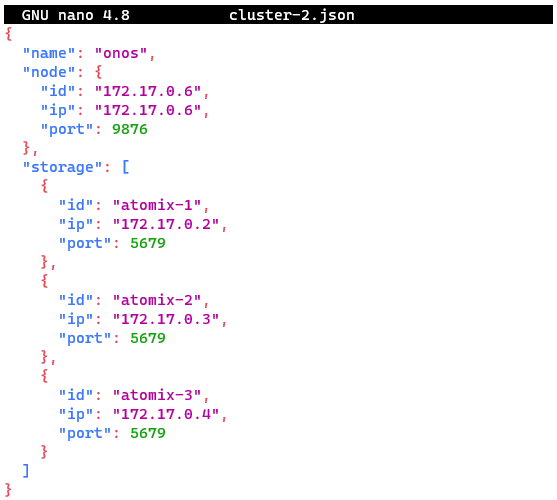 GNU nano 4.8 cluster-2.json
{
  "name": "onos",
  "node": {
    "id": "172.17.0.6",
    "ip": "172.17.0.6",
    "port": 9876
  },
  "storage": [
    {
      "id": "atomix-1",
      "ip": "172.17.0.2",
      "port": 5679
    },
    {
      "id": "atomix-2",
      "ip": "172.17.0.3",
      "port": 5679
    },
    {
      "id": "atomix-3",
      "ip": "172.17.0.4",
      "port": 5679
    }
  ]
}